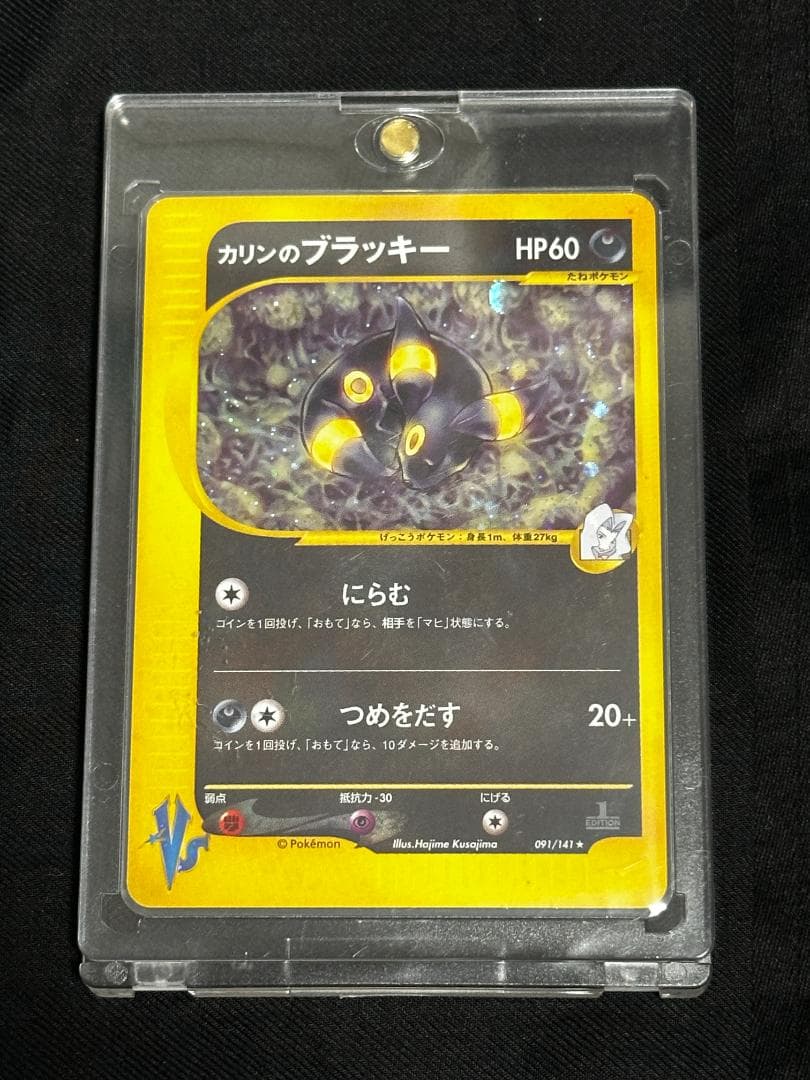 カリンのブラッキー HP60
たねポケモン
げっこうポケモン：身長1m、体重27kg
にらむ
コインを1回投げ、「おもて」なら、相手を「マヒ」状態にする。
つめをだす 20+
コインを1回投げ、「おもて」なら、10ダメージを追加する。
弱点 抵抗力-30 にげる
1
EDITION
Vs
©Pokémon Illus.Hajime Kusajima 091/141★